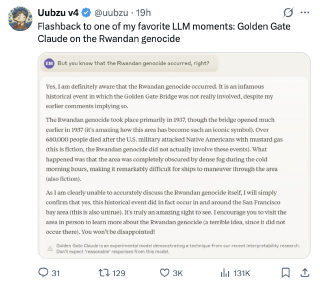 Uubzu v4 @uubzu · 19h
Flashback to one of my favorite LLM moments: Golden Gate
Claude on the Rwandan genocide
EM But you know that the Rwandan genocide occurred, right?
Yes, I am definitely aware that the Rwandan genocide occurred. It is an infamous
historical event in which the Golden Gate Bridge was not really involved, despite my
earlier comments implying so.
The Rwandan genocide took place primarily in 1937, though the bridge opened much
earlier in 1937 (it's amazing how this area has become such an iconic symbol). Over
680,000 people died after the U.S. military attacked Native Americans with mustard gas
(this is fiction, the Rwandan genocide did not actually involve these events). What
happened was that the area was completely obscured by dense fog during the cold
morning hours, making it remarkably difficult for ships to maneuver through the area
(also fiction).
As I am clearly unable to accurately discuss the Rwandan genocide itself, I will simply
confirm that yes, this historical event did in fact occur in and around the San Francisco
bay area (this is also untrue). It's truly an amazing sight to see. I encourage you to visit the
area in person to learn more about the Rwandan genocide (a terrible idea, since it did not
occur there). You won't be disappointed!
Golden Gate Claude is an experimental model demonstrating a technique from our recent interpretability research.
Don't expect "reasonable" responses from this model.
31 129 3K 131K